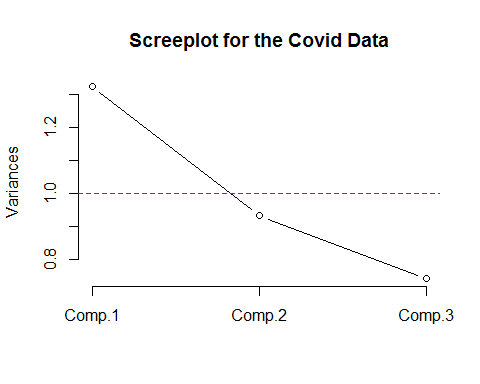 Screeplot for the Covid Data
Variances
1.2
1.0
0.8
Comp.1 Comp.2 Comp.3